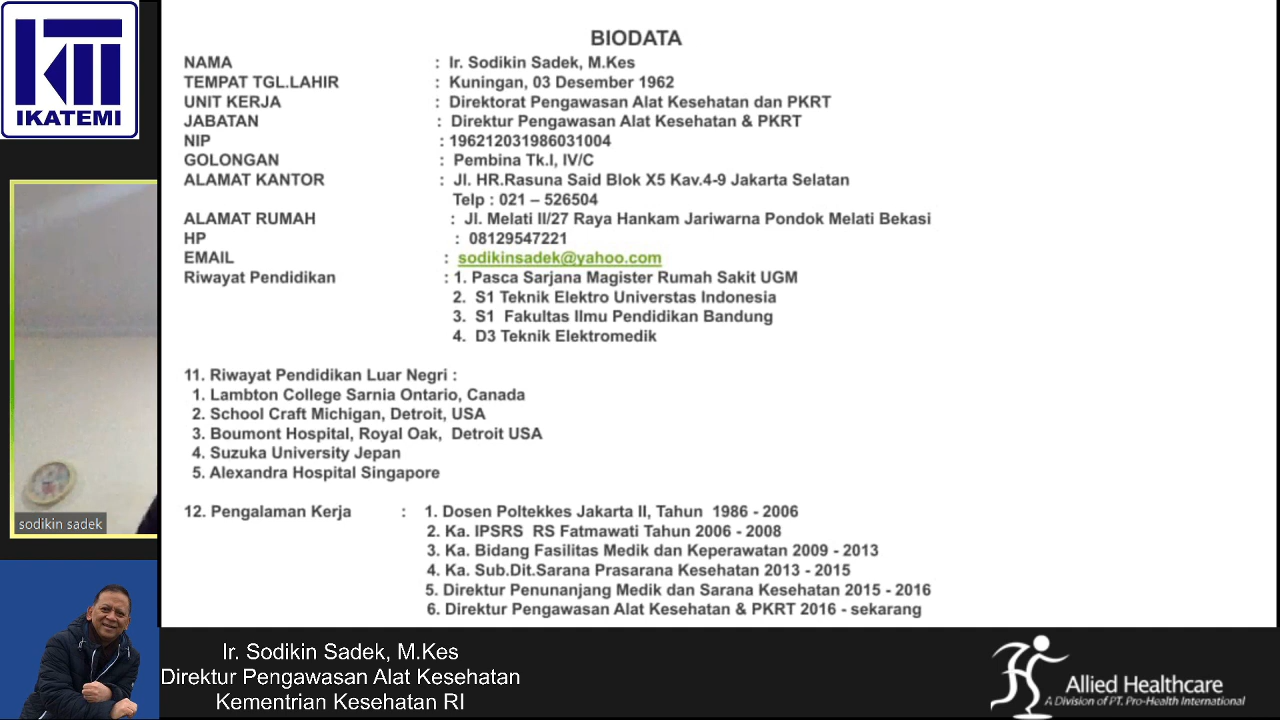 IKATEMI
BIODATA
NAMA : Ir. Sodikin Sadek, M.Kes
TEMPAT TGL.LAHIR : Kuningan, 03 Desember 1962
UNIT KERJA : Direktorat Pengawasan Alat Kesehatan dan PKRT
JABATAN : Direktur Pengawasan Alat Kesehatan & PKRT
NIP : 196212031986031004
GOLONGAN : Pembina Tk.I, IV/C
ALAMAT KANTOR : Jl. HR.Rasuna Said Blok X5 Kav.4-9 Jakarta Selatan
Telp : 021 – 526504
ALAMAT RUMAH : Jl. Melati II/27 Raya Hankam Jariwarna Pondok Melati Bekasi
HP : 08129547221
EMAIL : sodikinsadek@yahoo.com
Riwayat Pendidikan : 1. Pasca Sarjana Magister Rumah Sakit UGM
2. S1 Teknik Elektro Universtas Indonesia
3. S1 Fakultas Ilmu Pendidikan Bandung
4. D3 Teknik Elektromedik
11. Riwayat Pendidikan Luar Negri :
1. Lambton College Sarnia Ontario, Canada
2. School Craft Michigan, Detroit, USA
3. Boumont Hospital, Royal Oak, Detroit USA
4. Suzuka University Jepan
5. Alexandra Hospital Singapore
12. Pengalaman Kerja : 1. Dosen Poltekkes Jakarta II, Tahun 1986 - 2006
2. Ka. IPSRS RS Fatmawati Tahun 2006 - 2008
3. Ka. Bidang Fasilitas Medik dan Keperawatan 2009 - 2013
4. Ka. Sub.Dit.Sarana Prasarana Kesehatan 2013 - 2015
5. Direktur Penunanjang Medik dan Sarana Kesehatan 2015 - 2016
6. Direktur Pengawasan Alat Kesehatan & PKRT 2016 - sekarang
sodikin sadek
Ir. Sodikin Sadek, M.Kes
Direktur Pengawasan Alat Kesehatan
Kementrian Kesehatan RI
Allied Healthcare
A Division of PT. Pro-Health International